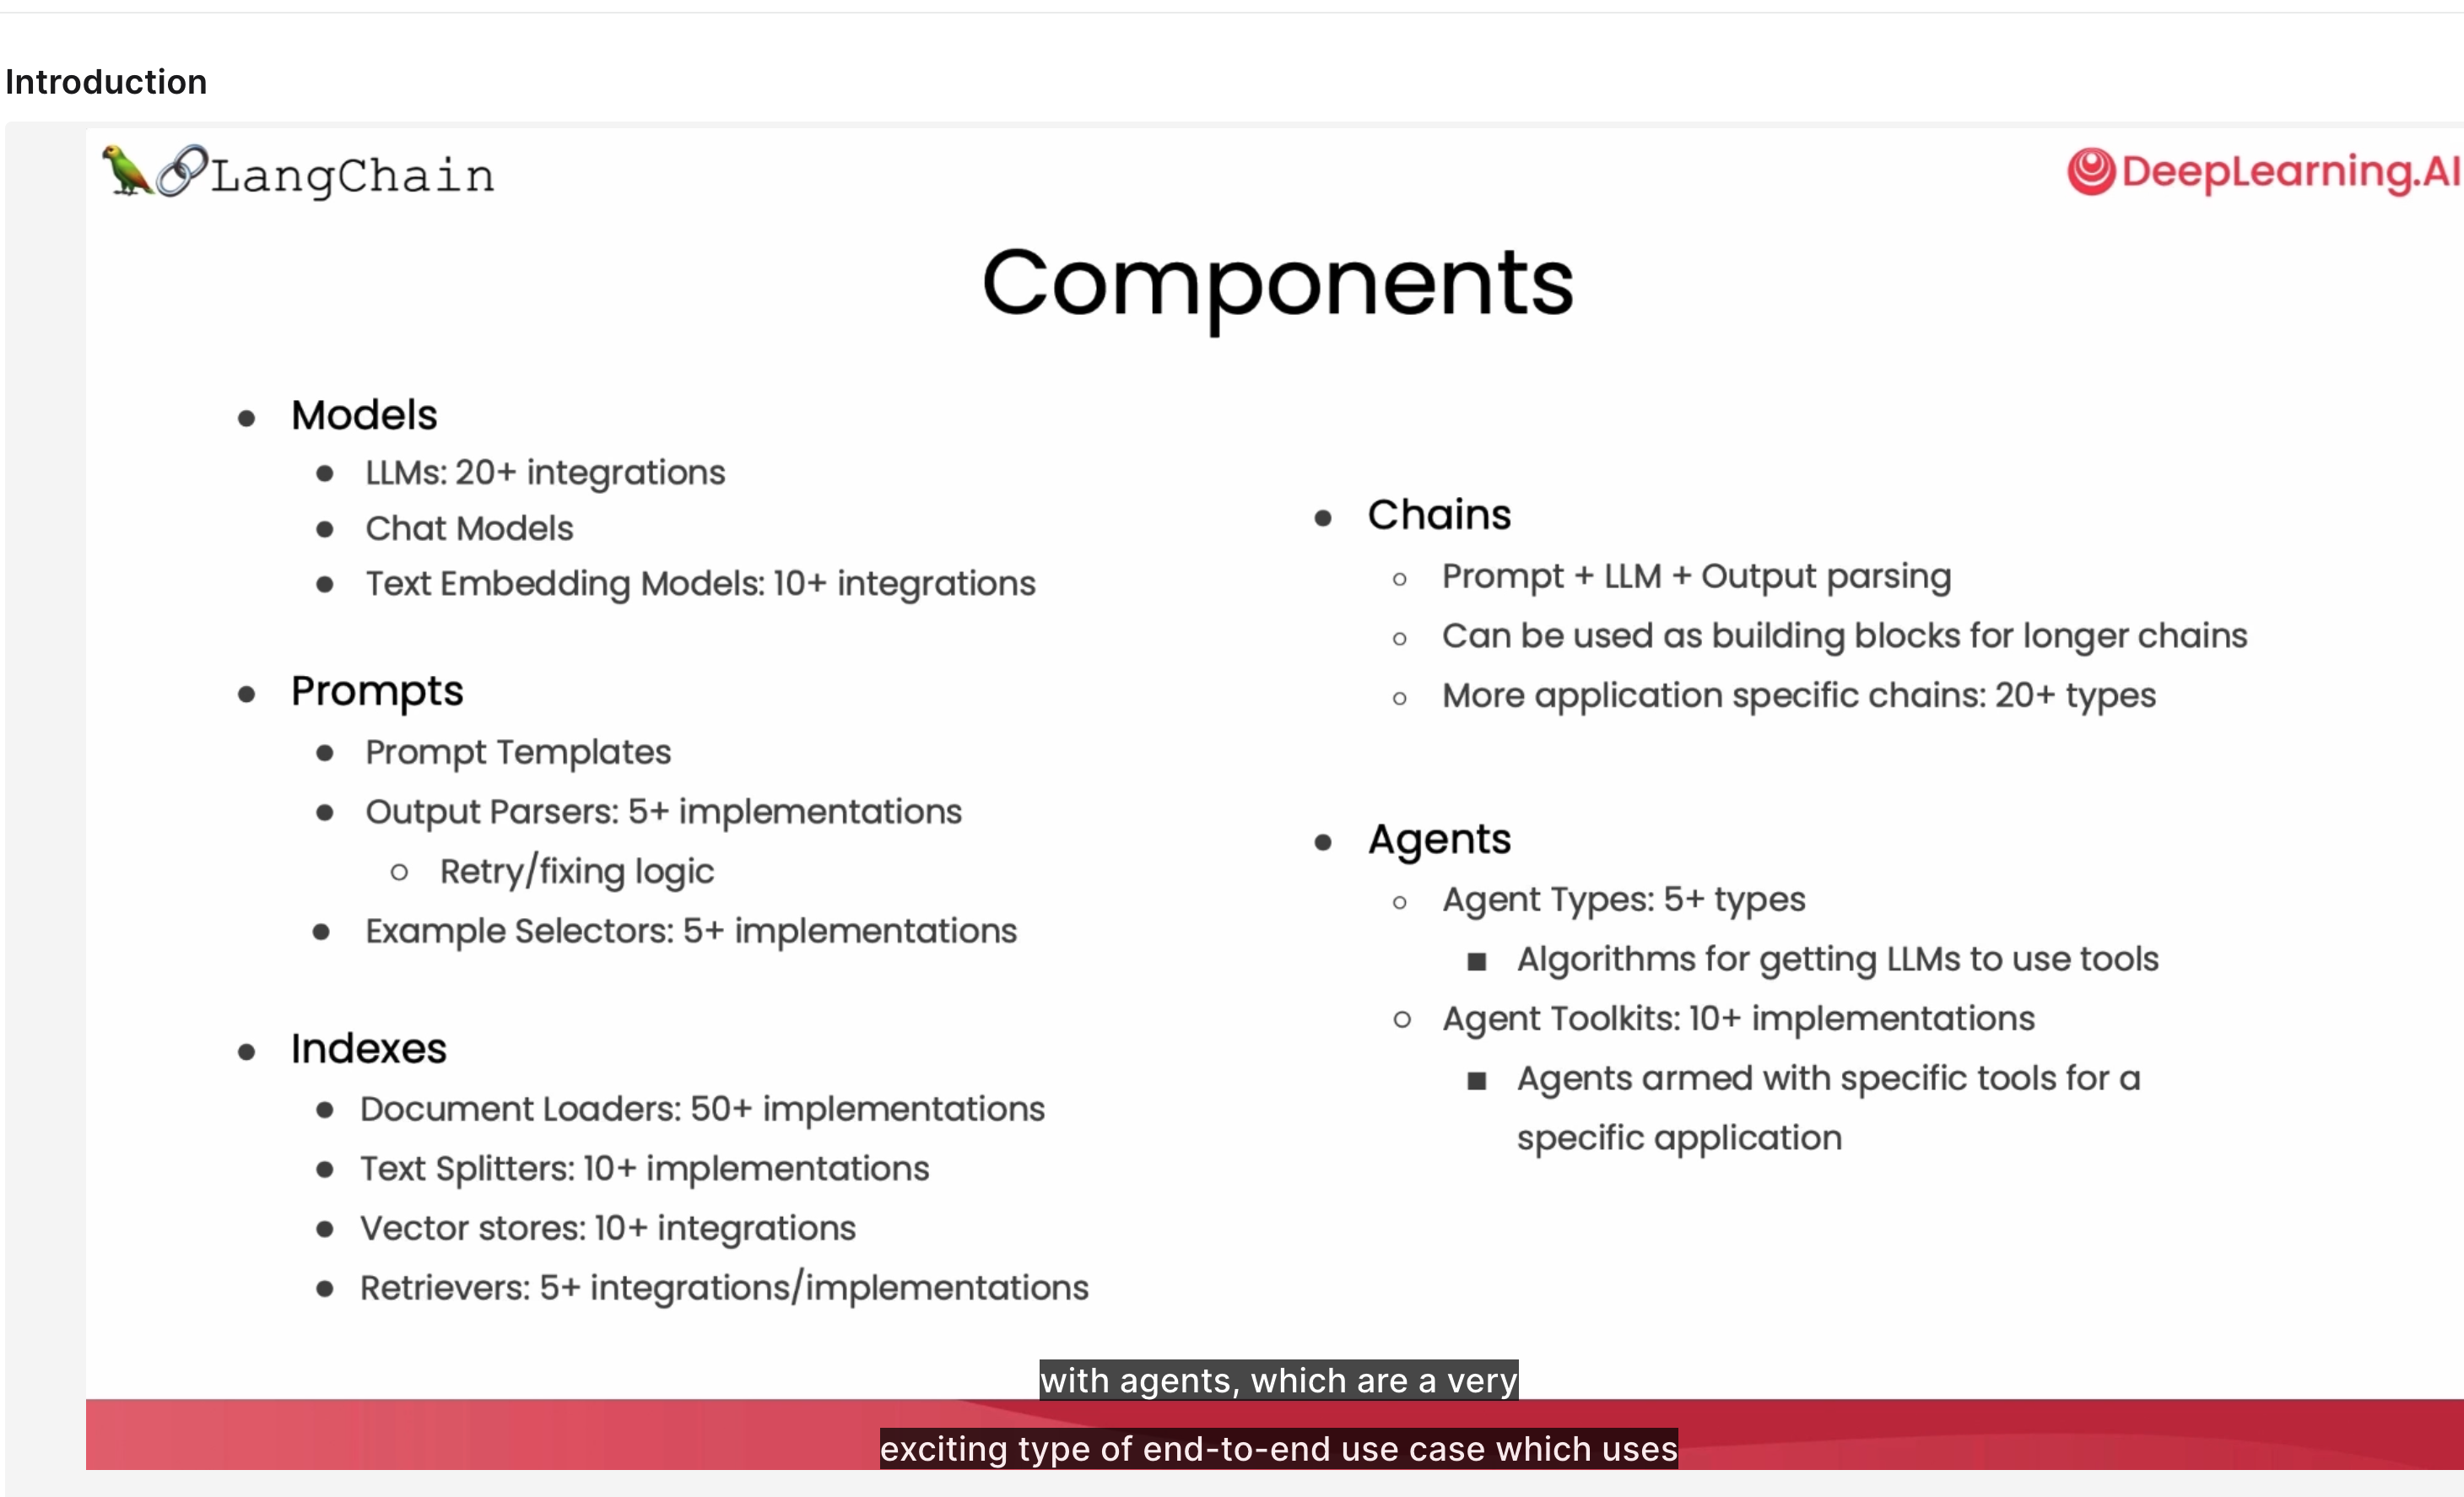 Introduction
LangChain
DeepLearning.AI
Components
Models
LLMs: 20+ integrations
Chat Models
Text Embedding Models: 10+ integrations
Prompts
Prompt Templates
Output Parsers: 5+ implementations
Retry/fixing logic
Example Selectors: 5+ implementations
Indexes
Document Loaders: 50+ implementations
Text Splitters: 10+ implementations
Vector stores: 10+ integrations
Retrievers: 5+ integrations/implementations
Chains
Prompt + LLM + Output parsing
Can be used as building blocks for longer chains
More application specific chains: 20+ types
Agents
Agent Types: 5+ types
Algorithms for getting LLMs to use tools
Agent Toolkits: 10+ implementations
Agents armed with specific tools for a
specific application
with agents, which are a very
exciting type of end-to-end use case which uses